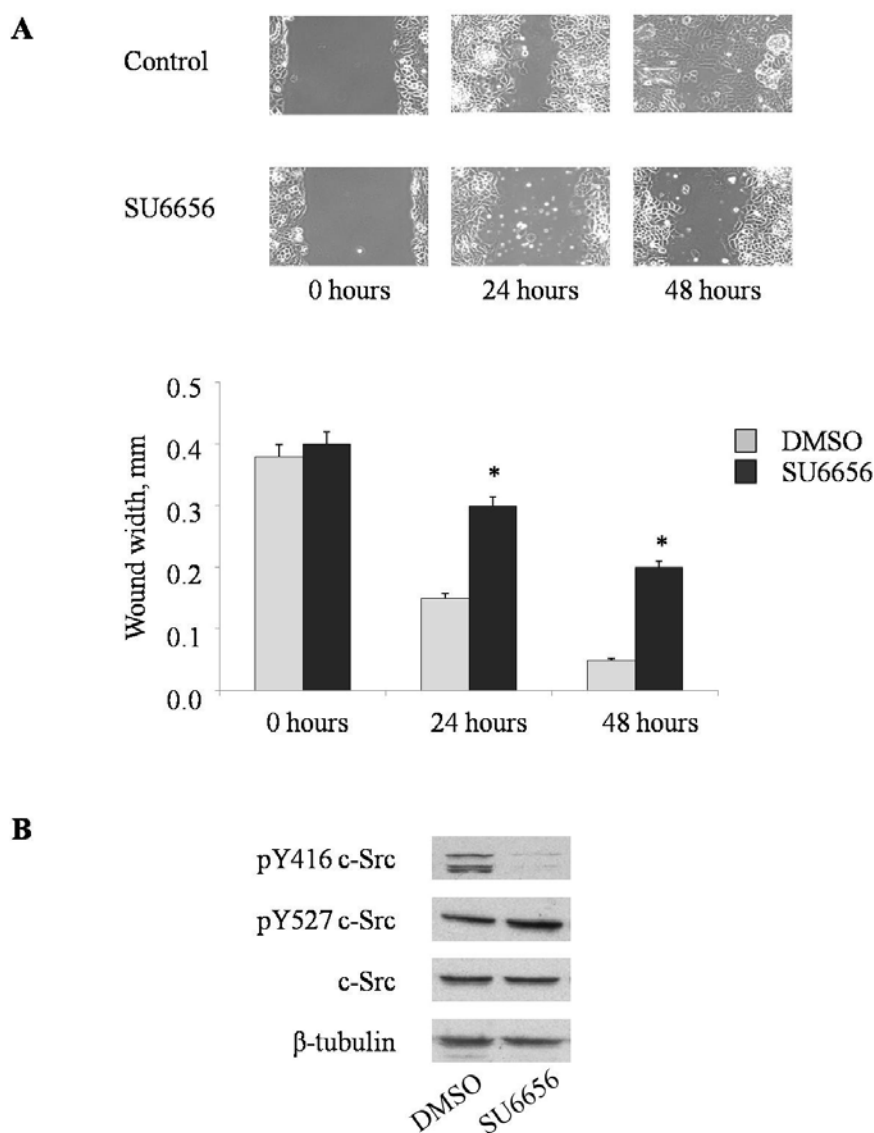 A
Control
SU6656
0 hours 24 hours 48 hours
Wound width, mm
0.5
0.4
0.3
0.2
0.1
0.0
* *
DMSO
SU6656
0 hours 24 hours 48 hours
B
pY416 c-Src
pY527 c-Src
c-Src
β-tubulin
DMSO SU6656